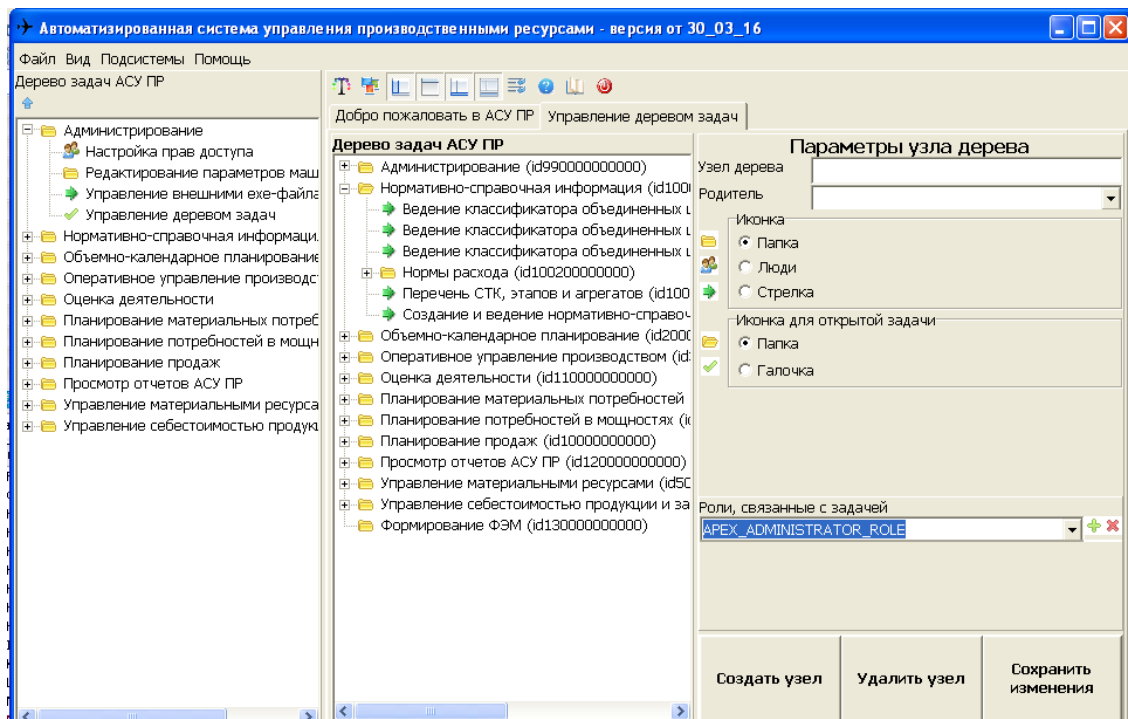 Автоматизированная система управления производственными ресурсами - версия от 30_03_16
Файл Вид Подсистемы Помощь
Дерево задач АСУ ПР
Администрирование
Настройка прав доступа
Редактирование параметров маш
Управление внешними exe-файла
Управление деревом задач
Нормативно-справочная информаци.
Объемно-календарное планирование
Оперативное управление производс
Оценка деятельности
Планирование материальных потреб
Планирование потребностей в мощн
Планирование продаж
Просмотр отчетов АСУ ПР
Управление материальными ресурса
Управление себестоимостью продук
Добро пожаловать в АСУ ПР Управление деревом задач
Дерево задач АСУ ПР
Администрирование (id990000000000)
Нормативно-справочная информация (id100
Ведение классификатора объединенных
Ведение классификатора объединенных
Ведение классификатора объединенных
Нормы расхода (id100200000000)
Перечень СТК, этапов и агрегатов (id100
Создание и ведение нормативно-справоч
Объемно-календарное планирование (id2000
Оперативное управление производством (id
Оценка деятельности (id110000000000)
Планирование материальных потребностей
Планирование потребностей в мощностях (i
Планирование продаж (id10000000000)
Просмотр отчетов АСУ ПР (id120000000000)
Управление материальными ресурсами (id50
Управление себестоимостью продукции и за
Формирование ФЭМ (id130000000000)
Параметры узла дерева
Узел дерева
Родитель
Иконка
Папка
Люди
Стрелка
Иконка для открытой задачи
Папка
Галочка
Роли, связанные с задачей
APEX_ADMINISTRATOR_ROLE
Создать узел
Удалить узел
Сохранить
изменения